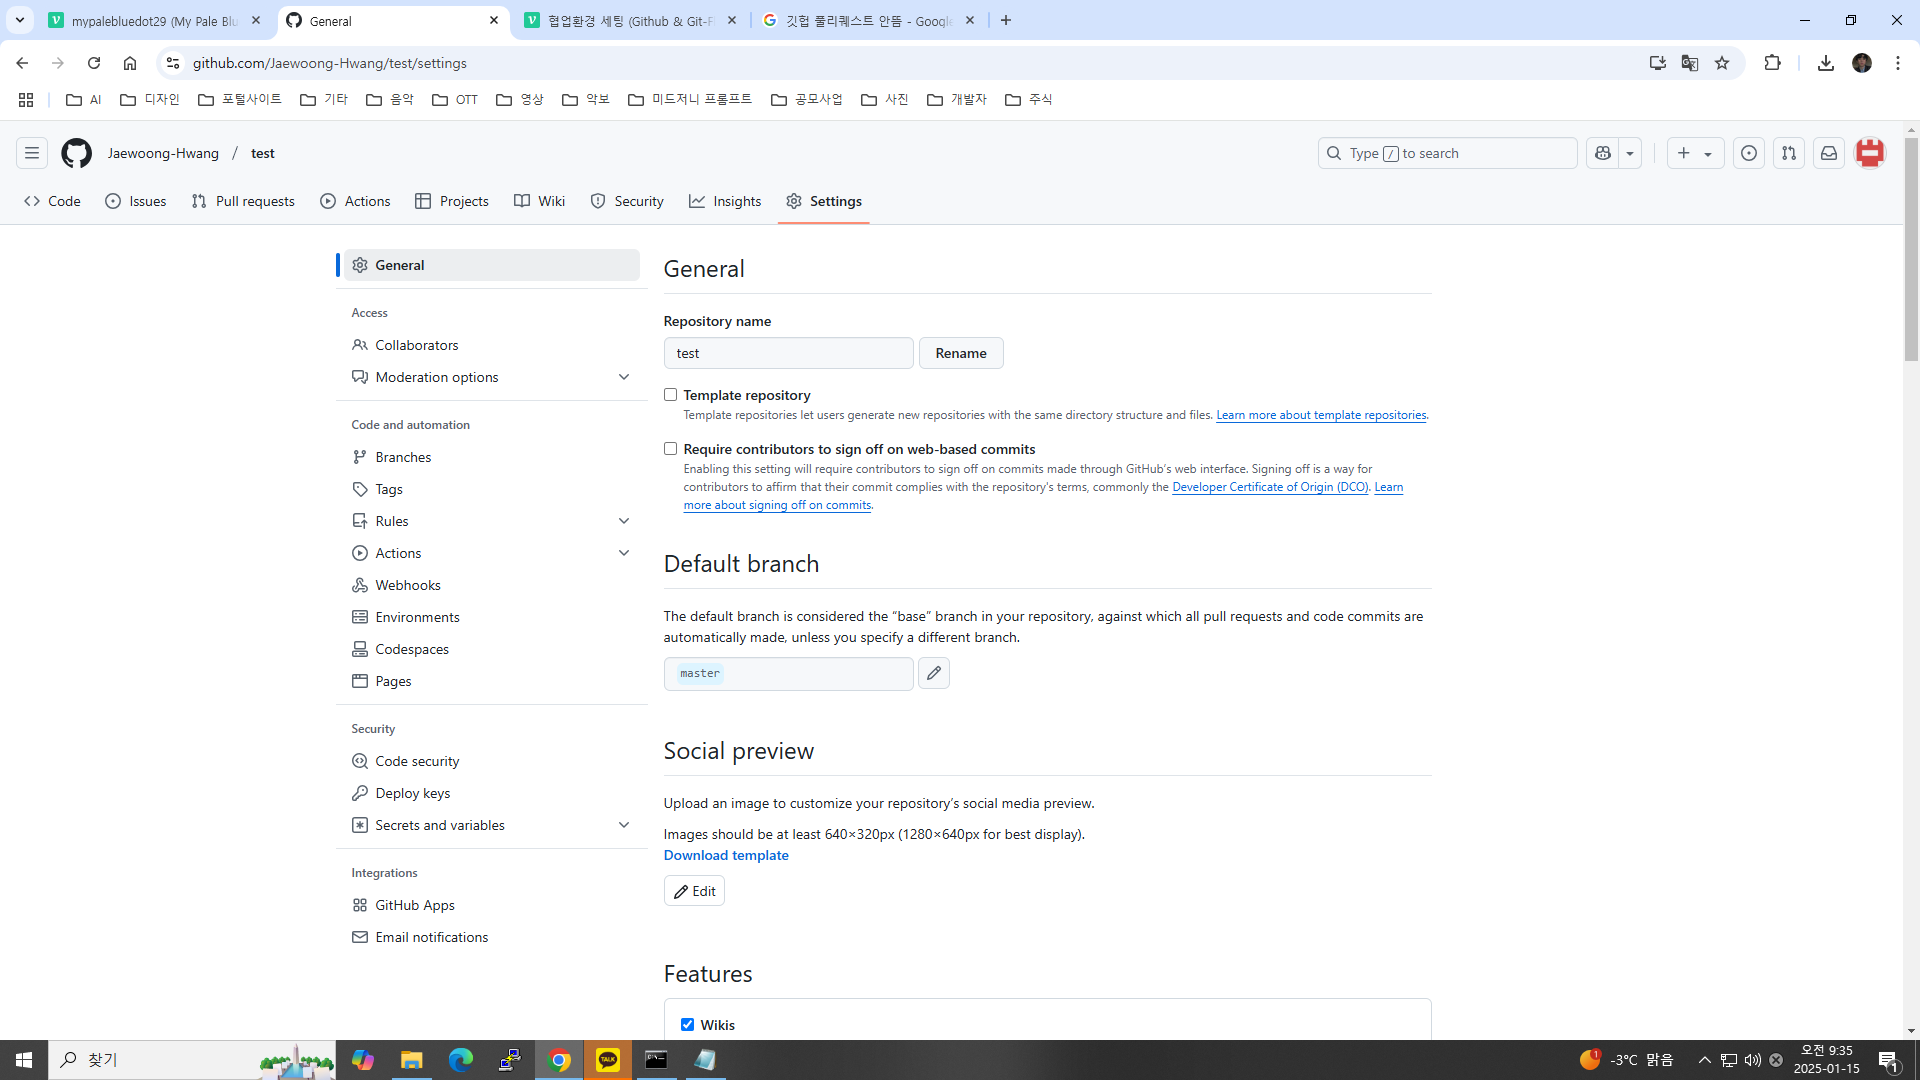 mypalebluedot29 (My Pale Blu
General
협업환경 세팅 (Github & Git-Fl
깃헙 풀리퀘스트 안뜸 - Google
github.com/Jaewoong-Hwang/test/settings
AI
디자인
포털사이트
기타
음악
OTT
영상
악보
미드저니 프롬프트
공모사업
사진
개발자
주식
Jaewoong-Hwang / test
Type / to search
Code
Issues
Pull requests
Actions
Projects
Wiki
Security
Insights
Settings
General
Access
Collaborators
Moderation options
Code and automation
Branches
Tags
Rules
Actions
Webhooks
Environments
Codespaces
Pages
Security
Code security
Deploy keys
Secrets and variables
Integrations
GitHub Apps
Email notifications
General
Repository name
test
Rename
Template repository
Template repositories let users generate new repositories with the same directory structure and files. Learn more about template repositories.
Require contributors to sign off on web-based commits
Enabling this setting will require contributors to sign off on commits made through GitHub's web interface. Signing off is a way for
contributors to affirm that their commit complies with the repository's terms, commonly the Developer Certificate of Origin (DCO). Learn
more about signing off on commits.
Default branch
The default branch is considered the “base” branch in your repository, against which all pull requests and code commits are
automatically made, unless you specify a different branch.
master
Social preview
Upload an image to customize your repository's social media preview.
Images should be at least 640×320px (1280×640px for best display).
Download template
Edit
Features
Wikis
찾기
TALK
1
-3°C 맑음
오전 9:35
2025-01-15
1